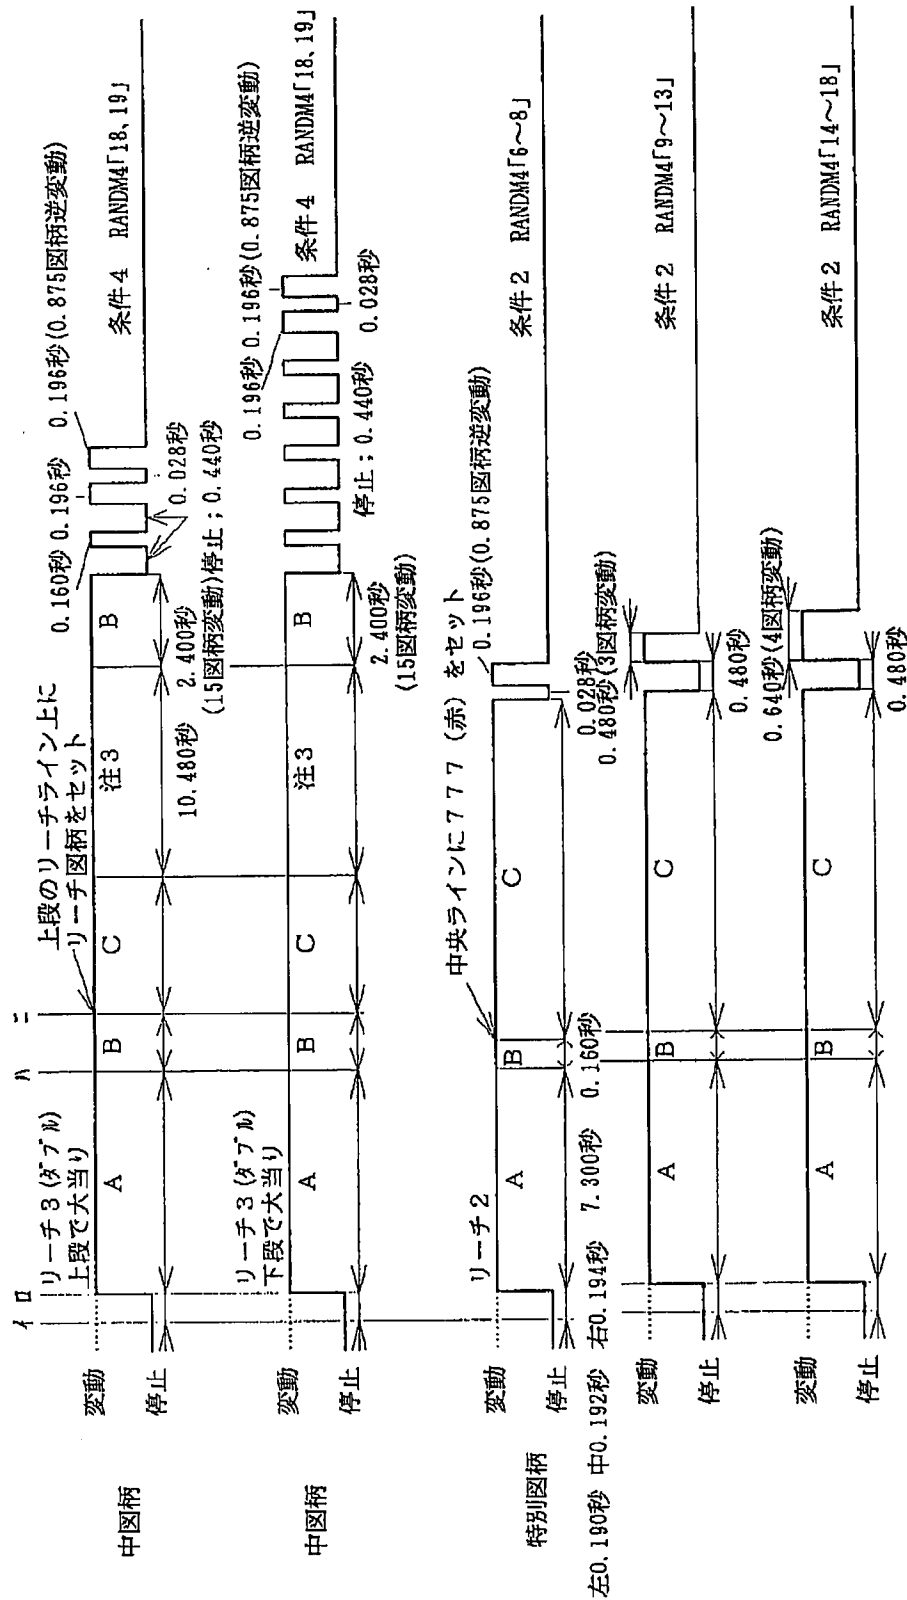 イ ロ
ハ
ニ
中図柄
変動
停止
リーチ3(ダブル)
上段で大当り
上段のリーチライン上に
リーチ図柄をセット
A
B
C
注3
B
10.480秒
2.400秒
(15図柄変動)
停止;0.440秒
0.028秒
0.160秒
0.196秒
0.196秒(0.875図柄逆変動)
条件4 RANDM4「18、19」
中図柄
変動
停止
リーチ3(ダブル)
下段で大当り
A
B
C
注3
B
2.400秒
(15図柄変動)
停止;0.440秒
0.196秒
0.196秒(0.875図柄逆変動)
0.028秒
条件4 RANDM4「18、19」
特別図柄
変動
停止
リーチ2
中央ラインに777(赤)をセット
A
B
C
0.196秒(0.875図柄逆変動)
0.028秒
条件2 RANDM4「6~8」
左0.190秒 中0.192秒 右0.194秒 7.300秒 0.160秒
変動
停止
A
B
C
0.480秒(3図柄変動)
0.480秒
条件2 RANDM4「9~13」
変動
停止
A
B
C
0.640秒(4図柄変動)
0.480秒
条件2 RANDM4「14~18」